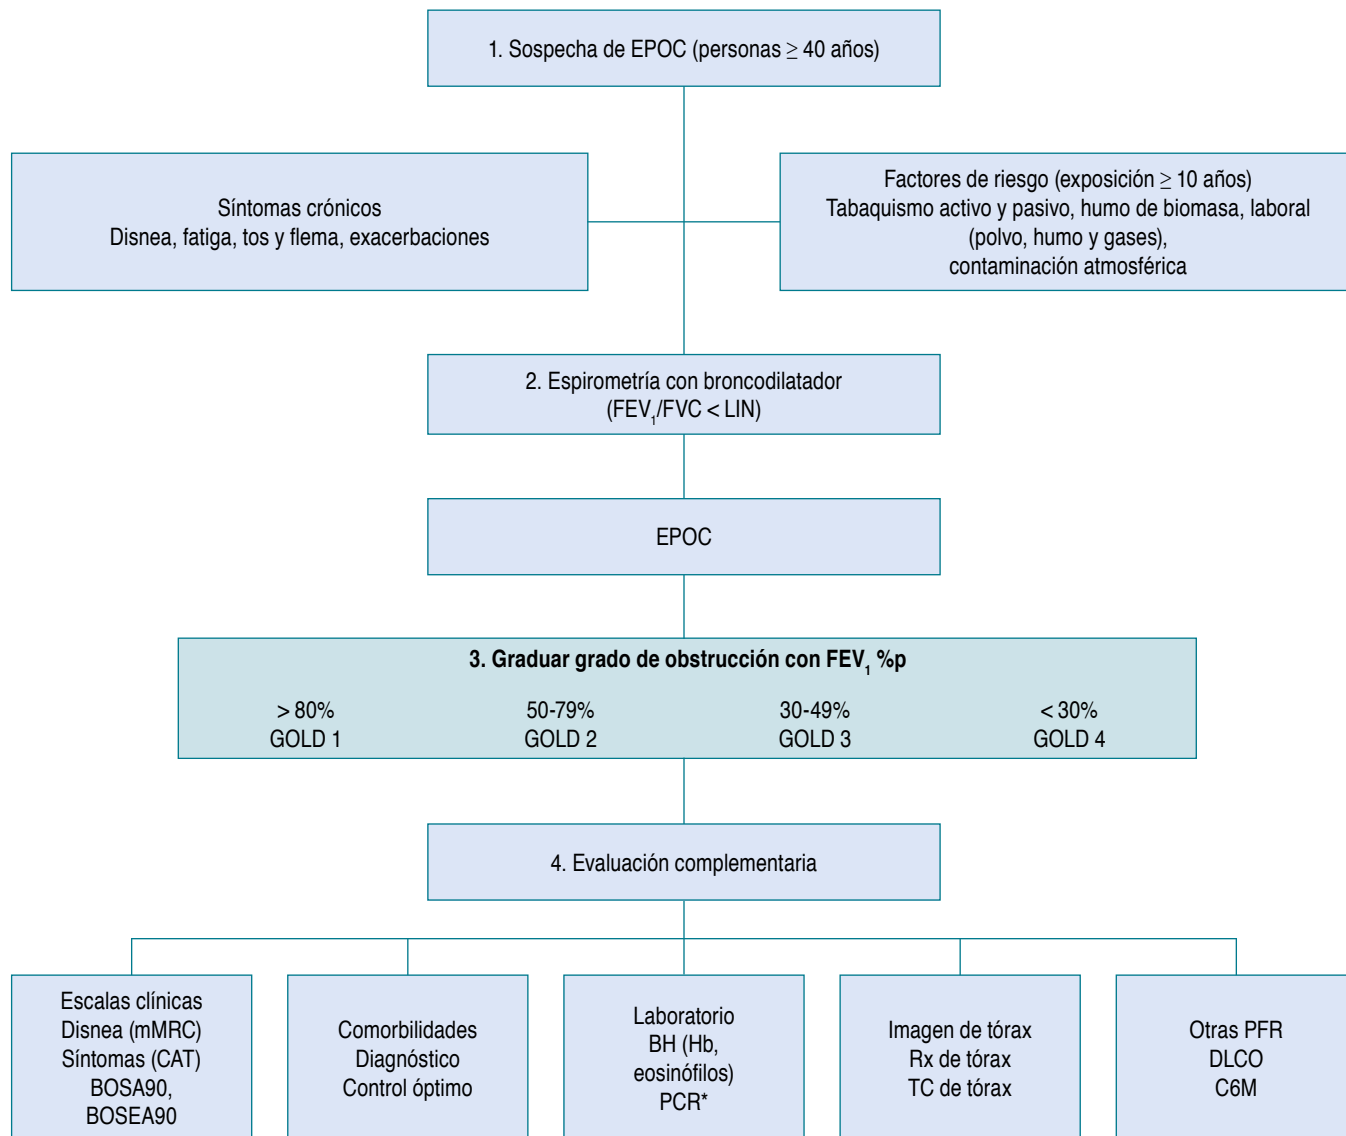 1. Sospecha de EPOC (personas ≥ 40 años)
Síntomas crónicos
Disnea, fatiga, tos y flema, exacerbaciones
Factores de riesgo (exposición ≥ 10 años)
Tabaquismo activo y pasivo, humo de biomasa, laboral
(polvo, humo y gases),
contaminación atmosférica
2. Espirometría con broncodilatador
(FEV₁/FVC < LIN)
EPOC
3. Graduar grado de obstrucción con FEV₁ %p
> 80% 50-79% 30-49% < 30%
GOLD 1 GOLD 2 GOLD 3 GOLD 4
4. Evaluación complementaria
Escalas clínicas
Disnea (mMRC)
Síntomas (CAT)
BOSA90,
BOSEA90
Comorbilidades
Diagnóstico
Control óptimo
Laboratorio
BH (Hb,
eosinófilos)
PCR*
Imagen de tórax
Rx de tórax
TC de tórax
Otras PFR
DLCO
C6M